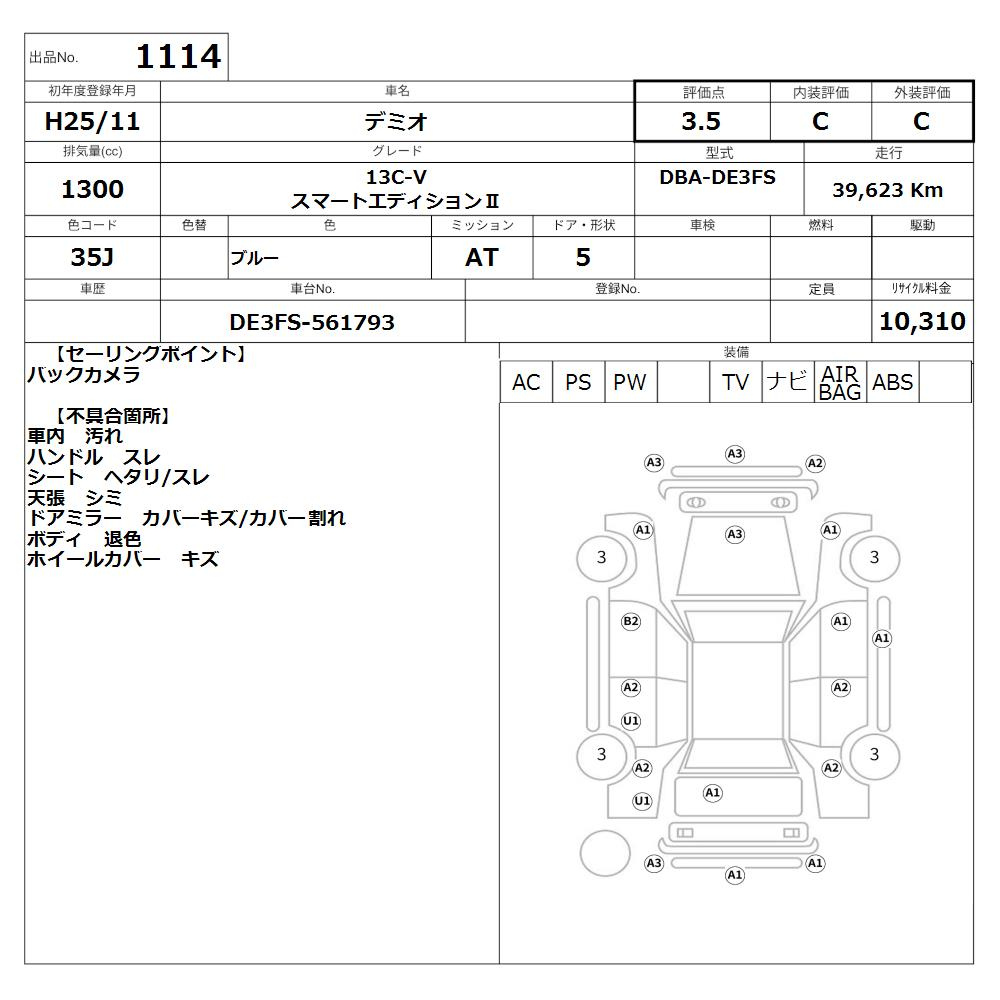 出品No. 1114
初年度登録年月 車名 評価点 内装評価 外装評価
H25/11 デミオ 3.5 C C
排気量(cc) グレード 型式 走行
1300 13C-V DBA-DE3FS 39,623 Km
スマートエディションⅡ
色コード 色替 色 ミッション ドア・形状 車検 燃料 駆動
35J ブルー AT 5
車歴 車台No. 登録No. 定員 リサイクル料金
DE3FS-561793 10,310
【セーリングポイント】 装備
バックカメラ
AC PS PW TV ナビ AIR BAG ABS
【不具合箇所】
車内 汚れ
ハンドル スレ
シート ヘタリ/スレ
天張 シミ
ドアミラー カバーキズ/カバー割れ
ボディ 退色
ホイールカバー キズ
A3 A3 A2
A1 A3 A1
3 3
B2 A1
A1
A2 A2
U1
3 3
A2 A2
U1 A1
A3 A1 A1